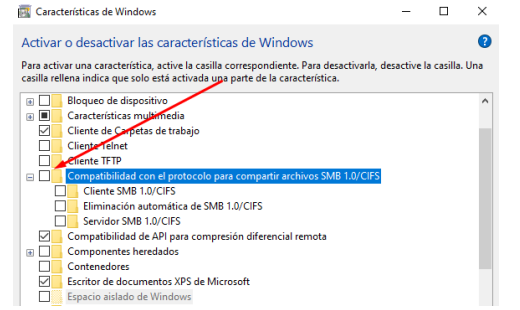 Características de Windows
Activar o desactivar las características de Windows
Para activar una característica, active la casilla correspondiente. Para desactivarla, desactive la casilla. Una
casilla rellena indica que solo está activada una parte de la característica.
Bloqueo de dispositivo
Características multimedia
Cliente de Carpetas de trabajo
Cliente Telnet
Cliente TFTP
Compatibilidad con el protocolo para compartir archivos SMB 1.0/CIFS
Cliente SMB 1.0/CIFS
Eliminación automática de SMB 1.0/CIFS
Servidor SMB 1.0/CIFS
Compatibilidad de API para compresión diferencial remota
Componentes heredados
Contenedores
Escritor de documentos XPS de Microsoft
Espacio aislado de Windows